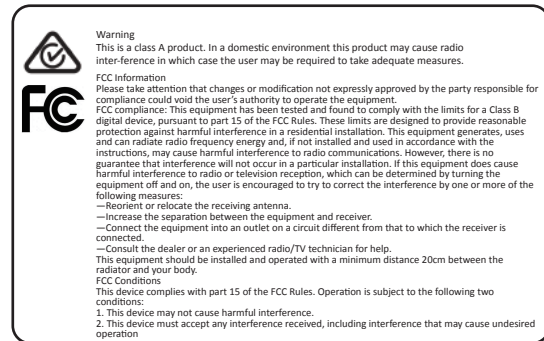 Warning
This is a class A product. In a domestic environment this product may cause radio
inter-ference in which case the user may be required to take adequate measures.
FCC Information
Please take attention that changes or modification not expressly approved by the party responsible for
compliance could void the user's authority to operate the equipment.
FCC compliance: This equipment has been tested and found to comply with the limits for a Class B
digital device, pursuant to part 15 of the FCC Rules. These limits are designed to provide reasonable
protection against harmful interference in a residential installation. This equipment generates, uses
and can radiate radio frequency energy and, if not installed and used in accordance with the
instructions, may cause harmful interference to radio communications. However, there is no
guarantee that interference will not occur in a particular installation. If this equipment does cause
harmful interference to radio or television reception, which can be determined by turning the
equipment off and on, the user is encouraged to try to correct the interference by one or more of the
following measures:
—Reorient or relocate the receiving antenna.
—Increase the separation between the equipment and receiver.
—Connect the equipment into an outlet on a circuit different from that to which the receiver is
connected.
—Consult the dealer or an experienced radio/TV technician for help.
This equipment should be installed and operated with a minimum distance 20cm between the
radiator and your body.
FCC Conditions
This device complies with part 15 of the FCC Rules. Operation is subject to the following two
conditions:
1. This device may not cause harmful interference.
2. This device must accept any interference received, including interference that may cause undesired
operation
FC